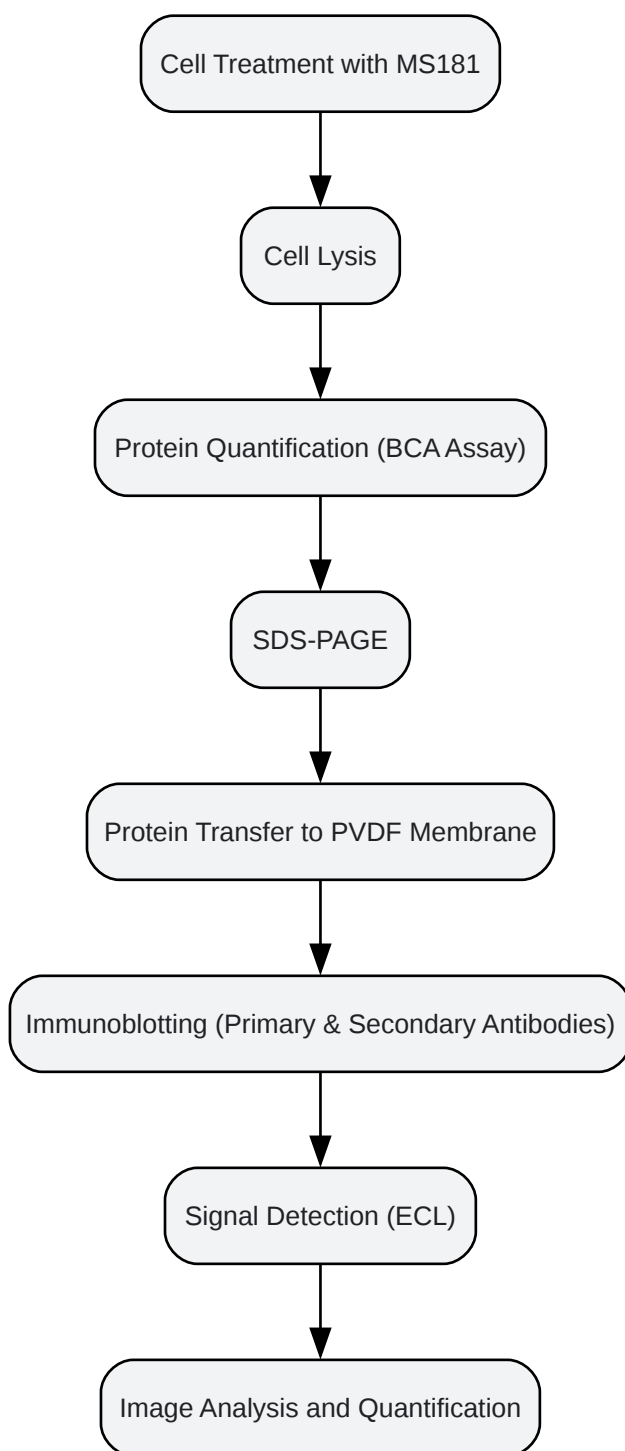 Cell Treatment with MS181
Cell Lysis
Protein Quantification (BCA Assay)
SDS-PAGE
Protein Transfer to PVDF Membrane
Immunoblotting (Primary & Secondary Antibodies)
Signal Detection (ECL)
Image Analysis and Quantification